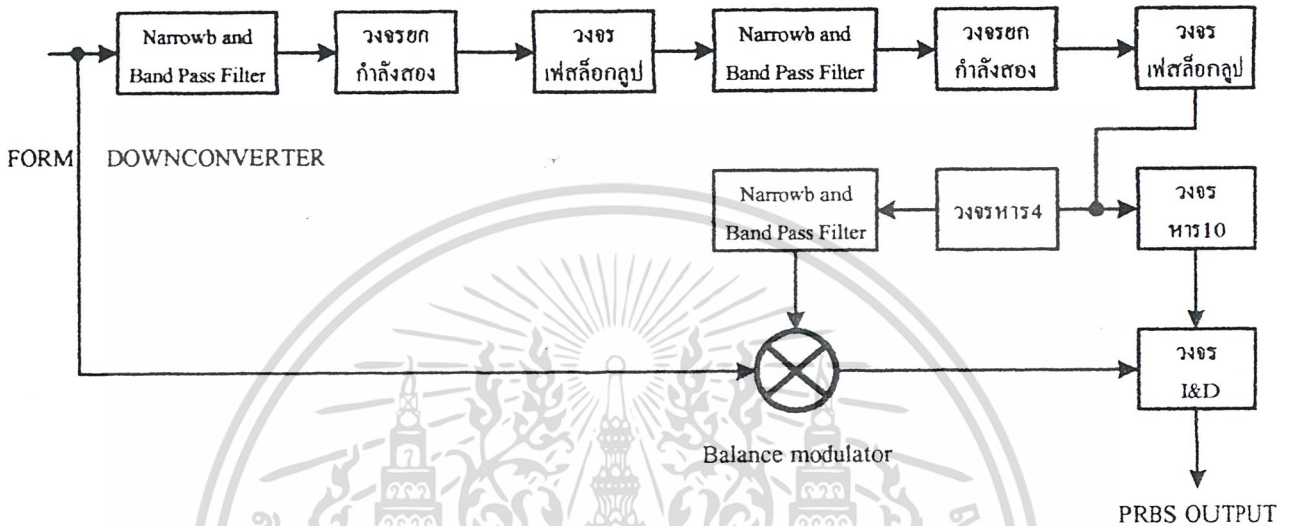 Narrowb and
Band Pass Filter
วงจรยก
กำลังสอง
วงจร
เฟสล็อกลูป
Narrowb and
Band Pass Filter
วงจรยก
กำลังสอง
วงจร
เฟสล็อกลูป
FORM DOWNCONVERTER
Narrowb and
Band Pass Filter
วงจรหาร4
วงจร
หาร10
วงจร
I&D
Balance modulator
PRBS OUTPUT